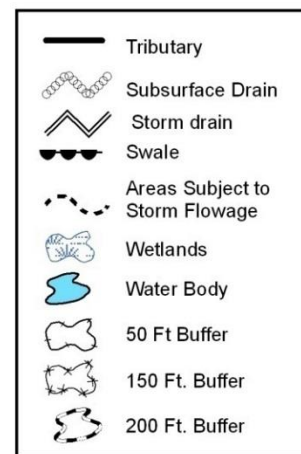 Tributary
Subsurface Drain
Storm drain
Swale
Areas Subject to
Storm Flowage
Wetlands
Water Body
50 Ft Buffer
150 Ft. Buffer
200 Ft. Buffer